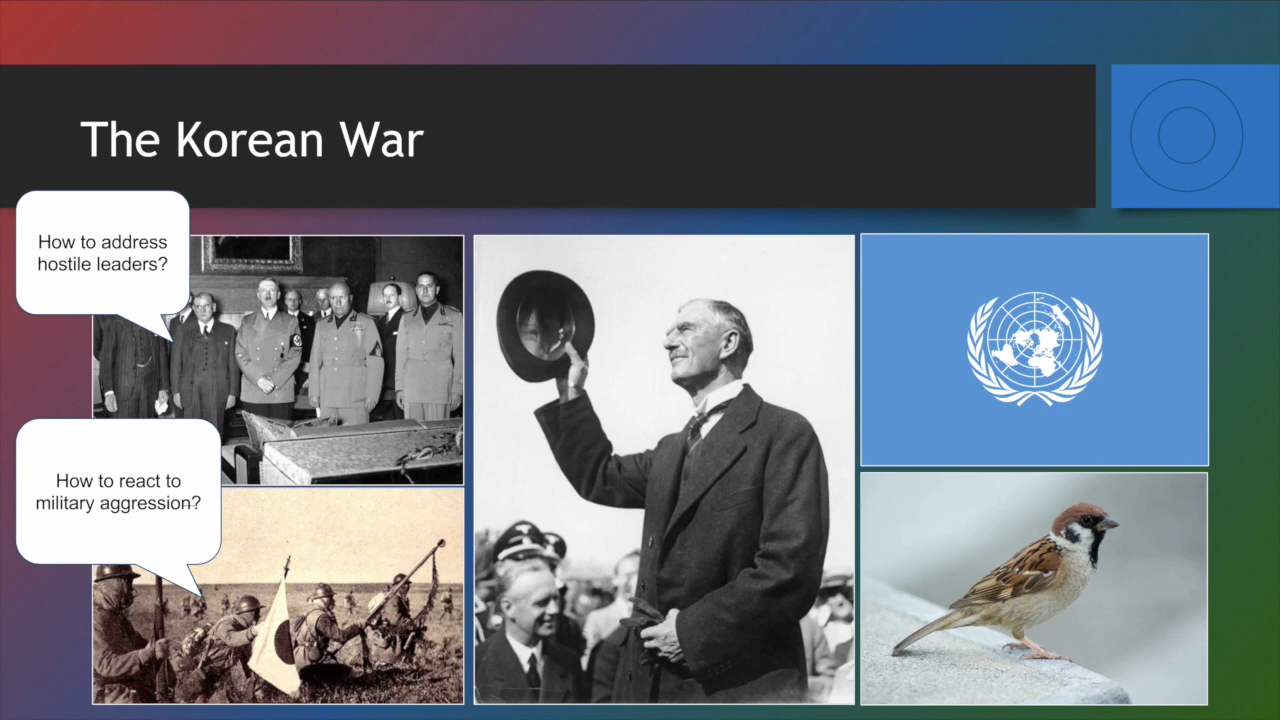 The Korean War
How to address
hostile leaders?
How to react to
military aggression?